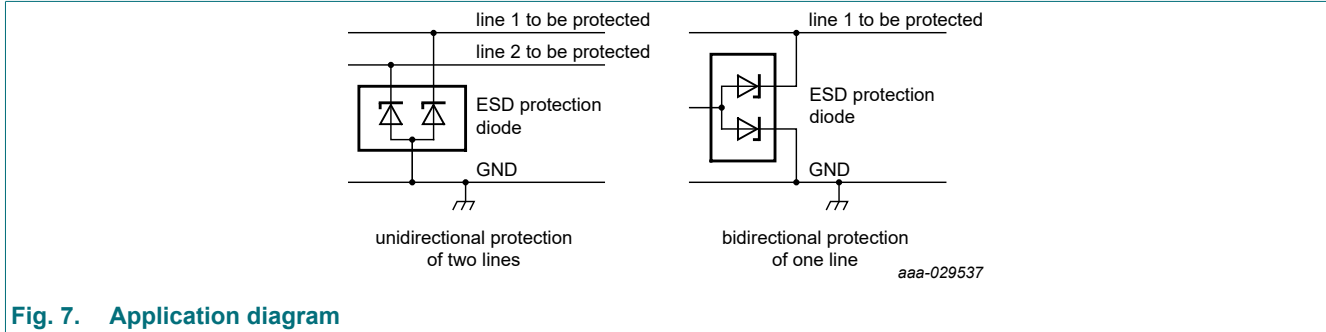 line 1 to be protected
line 2 to be protected
ESD protection
diode
GND
unidirectional protection
of two lines
line 1 to be protected
ESD protection
diode
GND
bidirectional protection
of one line
aaa-029537
Fig. 7. Application diagram